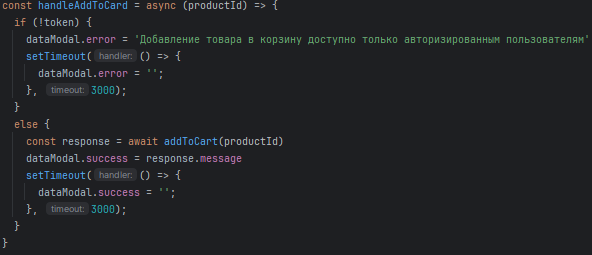 const handleAddToCard = async (productId) => {
  if (!token) {
    dataModal.error = 'Добавление товара в корзину доступно только авторизированным пользователям'
    setTimeout( handler: () => {
      dataModal.error = '';
    }, timeout: 3000);
  }
  else {
    const response = await addToCart(productId)
    dataModal.success = response.message
    setTimeout( handler: () => {
      dataModal.success = '';
    }, timeout: 3000);
  }
}